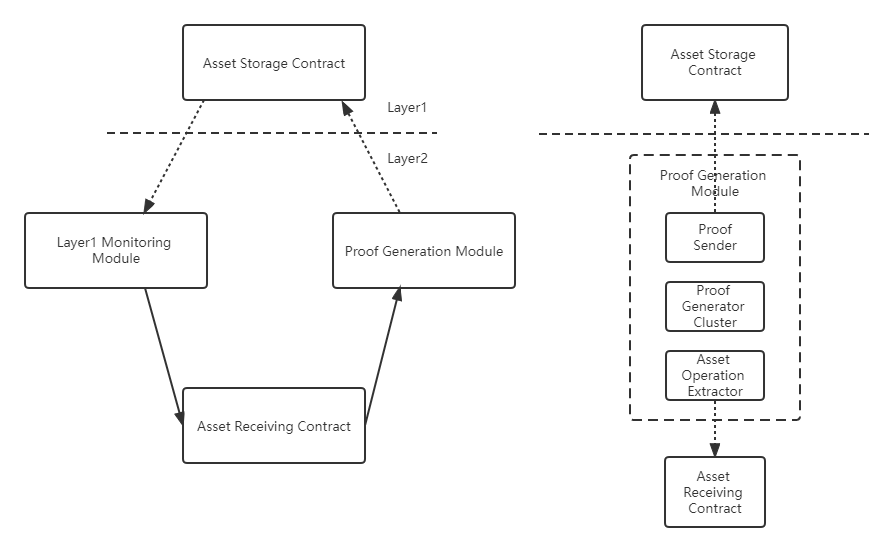 Asset Storage Contract
Layer1
Layer2
Layer1 Monitoring
Module
Proof Generation Module
Asset Receiving Contract
Asset Storage
Contract
Proof Generation
Module
Proof
Sender
Proof
Generator
Cluster
Asset
Operation
Extractor
Asset
Receiving
Contract